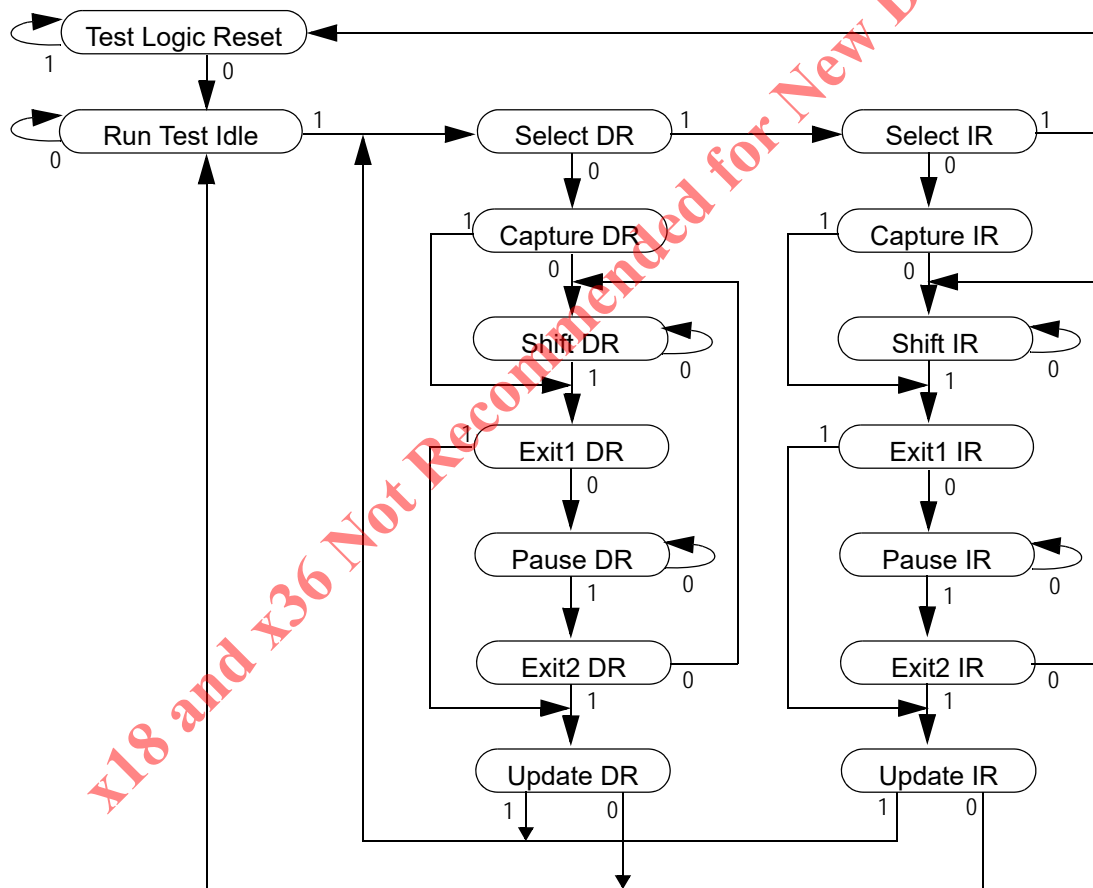 Test Logic Reset
1
0
Run Test Idle
0
1
Select DR
1
Select IR
1
0
0
1
Capture DR
1
Capture IR
0
0
Shift DR
0
Shift IR
0
1
1
1
Exit1 DR
1
Exit1 IR
0
0
Pause DR
0
Pause IR
0
1
1
Exit2 DR
0
Exit2 IR
0
1
1
Update DR
Update IR
1
0
1
0
x18 and x36 Not Recommended for New D